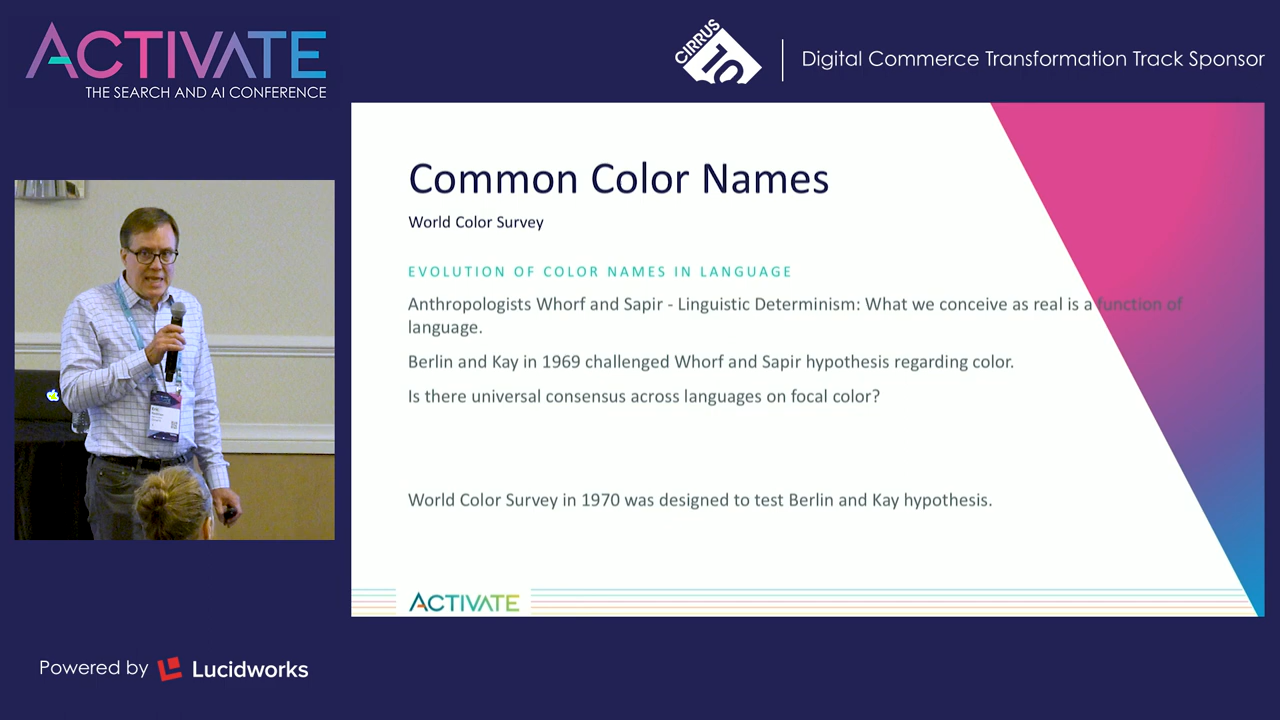 ACTIVATE
THE SEARCH AND AI CONFERENCE
CIRRUS
10
Digital Commerce Transformation Track Sponsor
Common Color Names
World Color Survey
EVOLUTION OF COLOR NAMES IN LANGUAGE
Anthropologists Whorf and Sapir - Linguistic Determinism: What we conceive as real is a function of
language.
Berlin and Kay in 1969 challenged Whorf and Sapir hypothesis regarding color.
Is there universal consensus across languages on focal color?
World Color Survey in 1970 was designed to test Berlin and Kay hypothesis.
ACTIVATE
Powered by Lucidworks